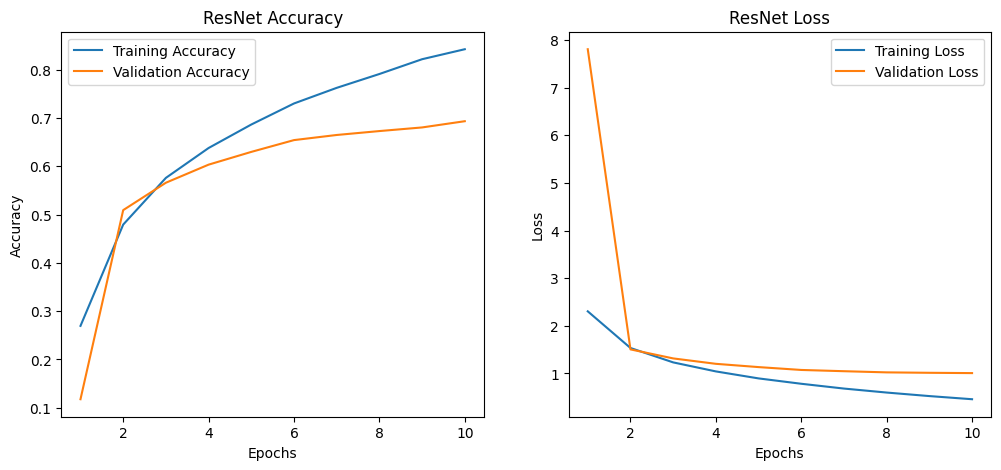 ResNet Accuracy
Training Accuracy
Validation Accuracy
0.8
0.7
0.6
0.5
0.4
0.3
0.2
0.1
Accuracy
2
4
6
8
10
Epochs
ResNet Loss
Training Loss
Validation Loss
8
7
6
5
4
3
2
1
Loss
2
4
6
8
10
Epochs